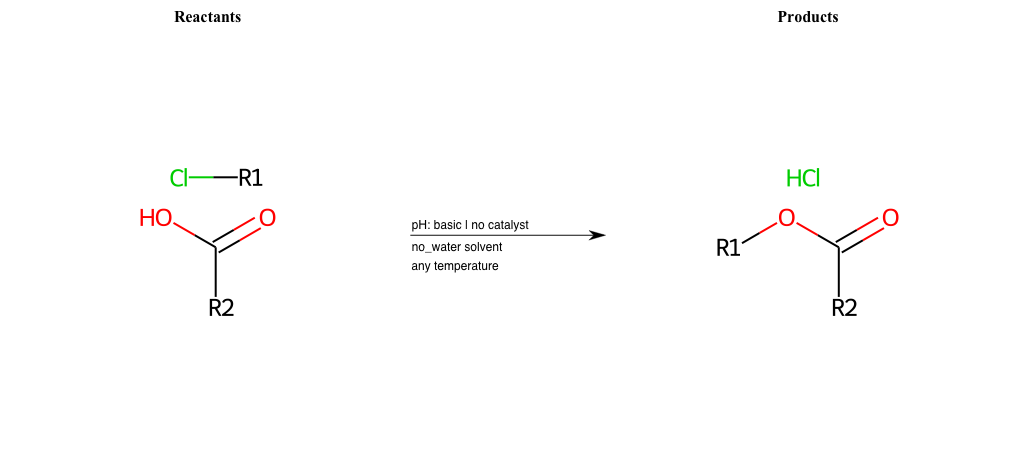 Reactants
Products
Cl R1
HO O
R2
pH: basic | no catalyst
no_water solvent
any temperature
HCl
O O
R1
R2